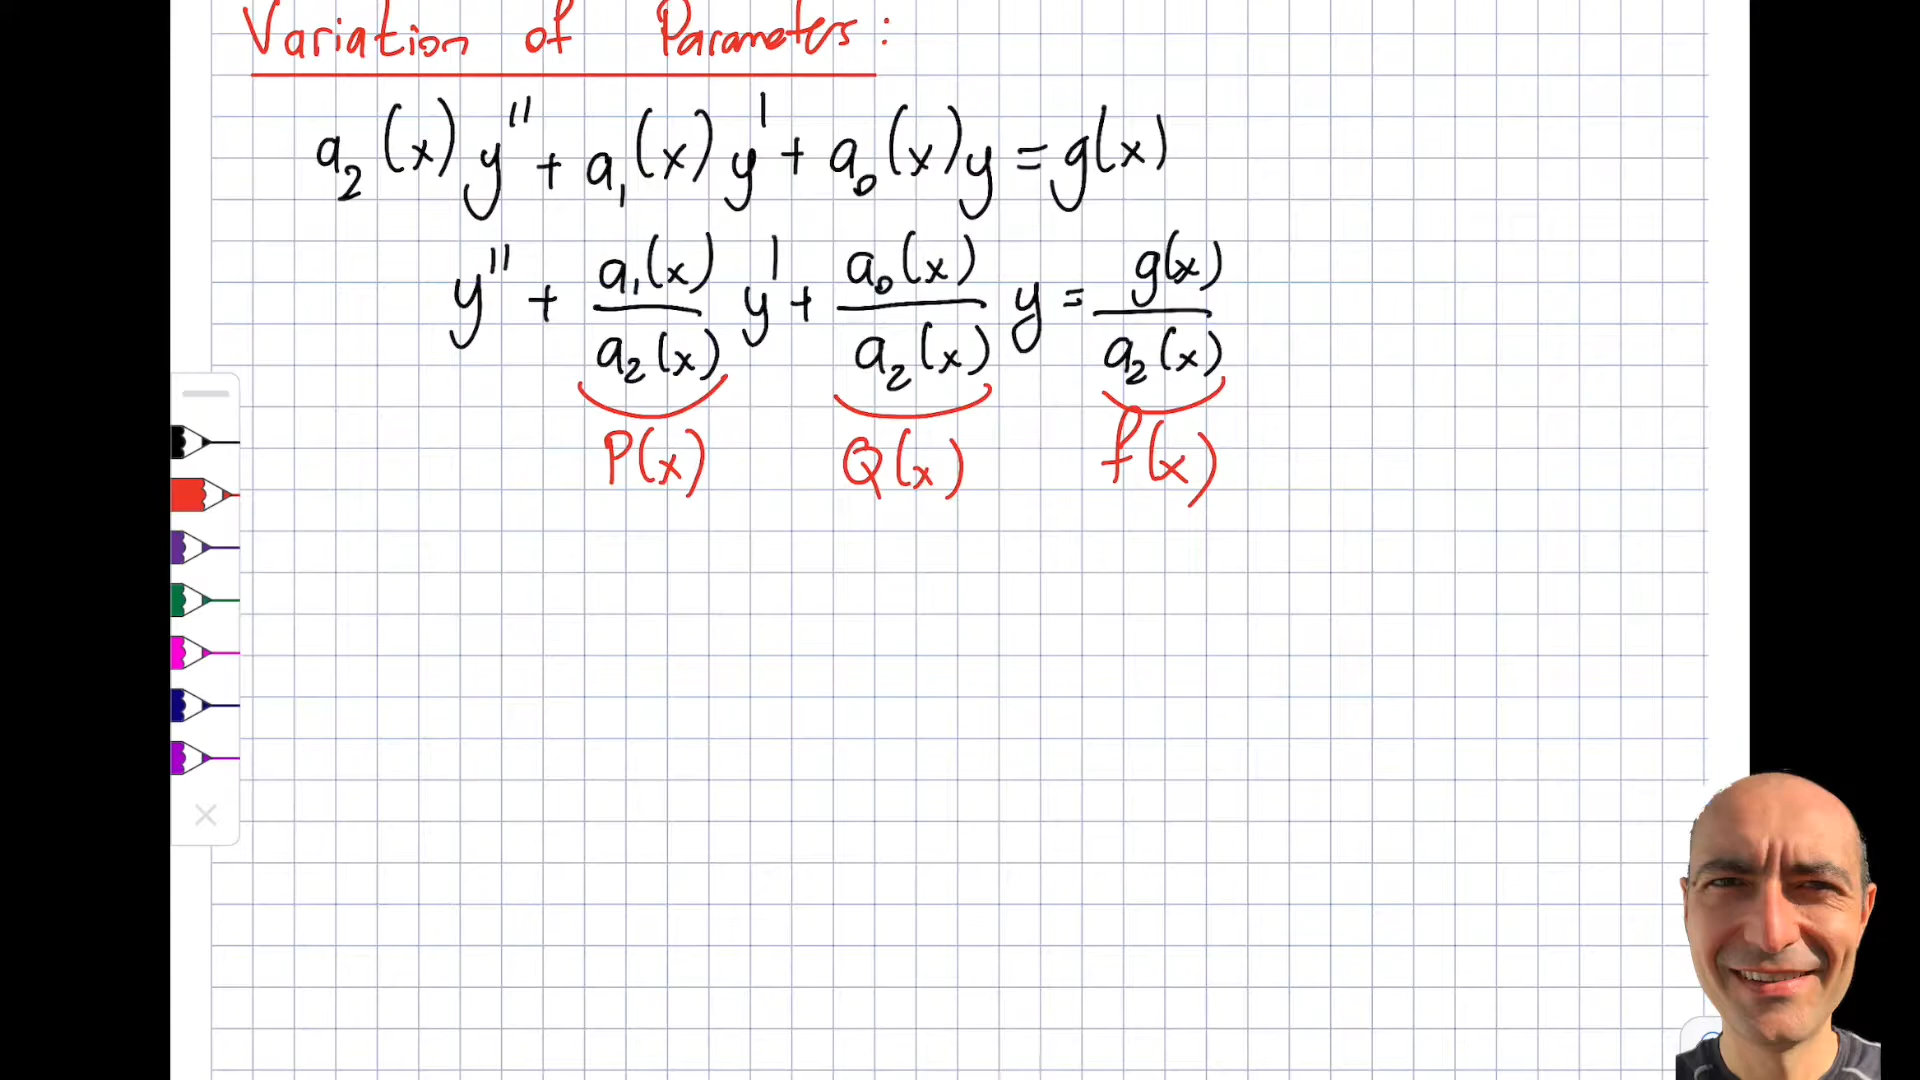 Variation of Parameters:
a₂(x)y'' + a₁(x)y' + a₀(x)y = g(x)
y'' + a₁(x)/a₂(x) y' + a₀(x)/a₂(x) y = g(x)/a₂(x)
P(x) Q(x) f(x)